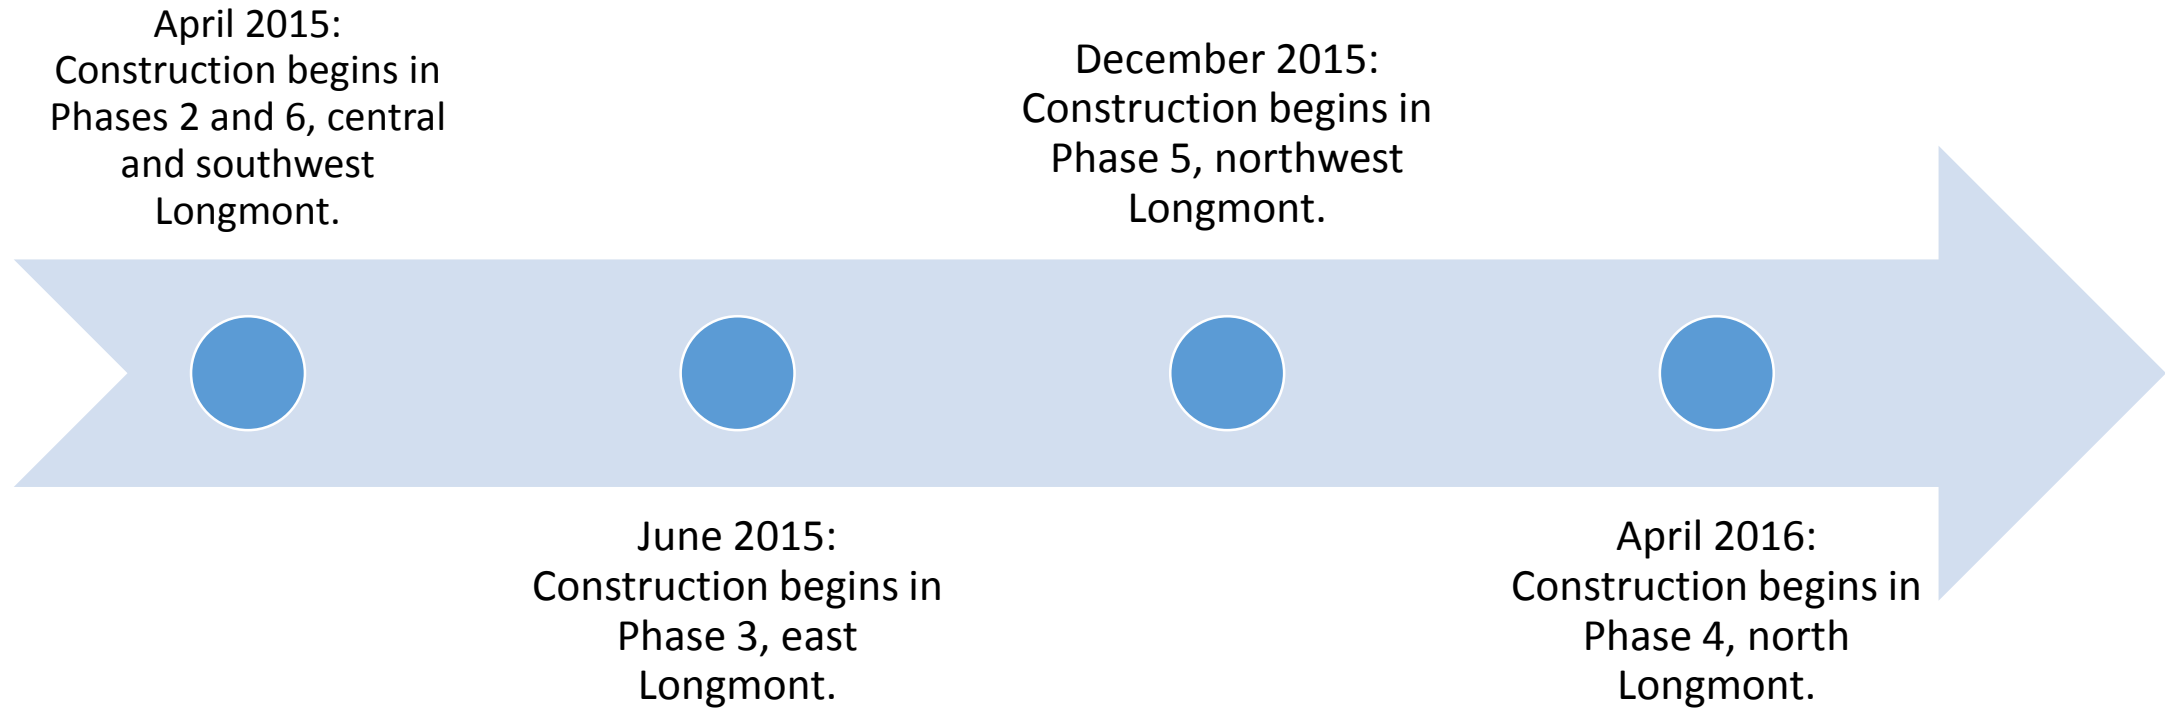 April 2015:
Construction begins in
Phases 2 and 6, central
and southwest
Longmont.
June 2015:
Construction begins in
Phase 3, east
Longmont.
December 2015:
Construction begins in
Phase 5, northwest
Longmont.
April 2016:
Construction begins in
Phase 4, north
Longmont.